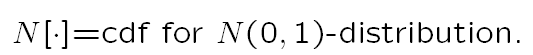 N[·]=cdf for N(0, 1)-distribution.